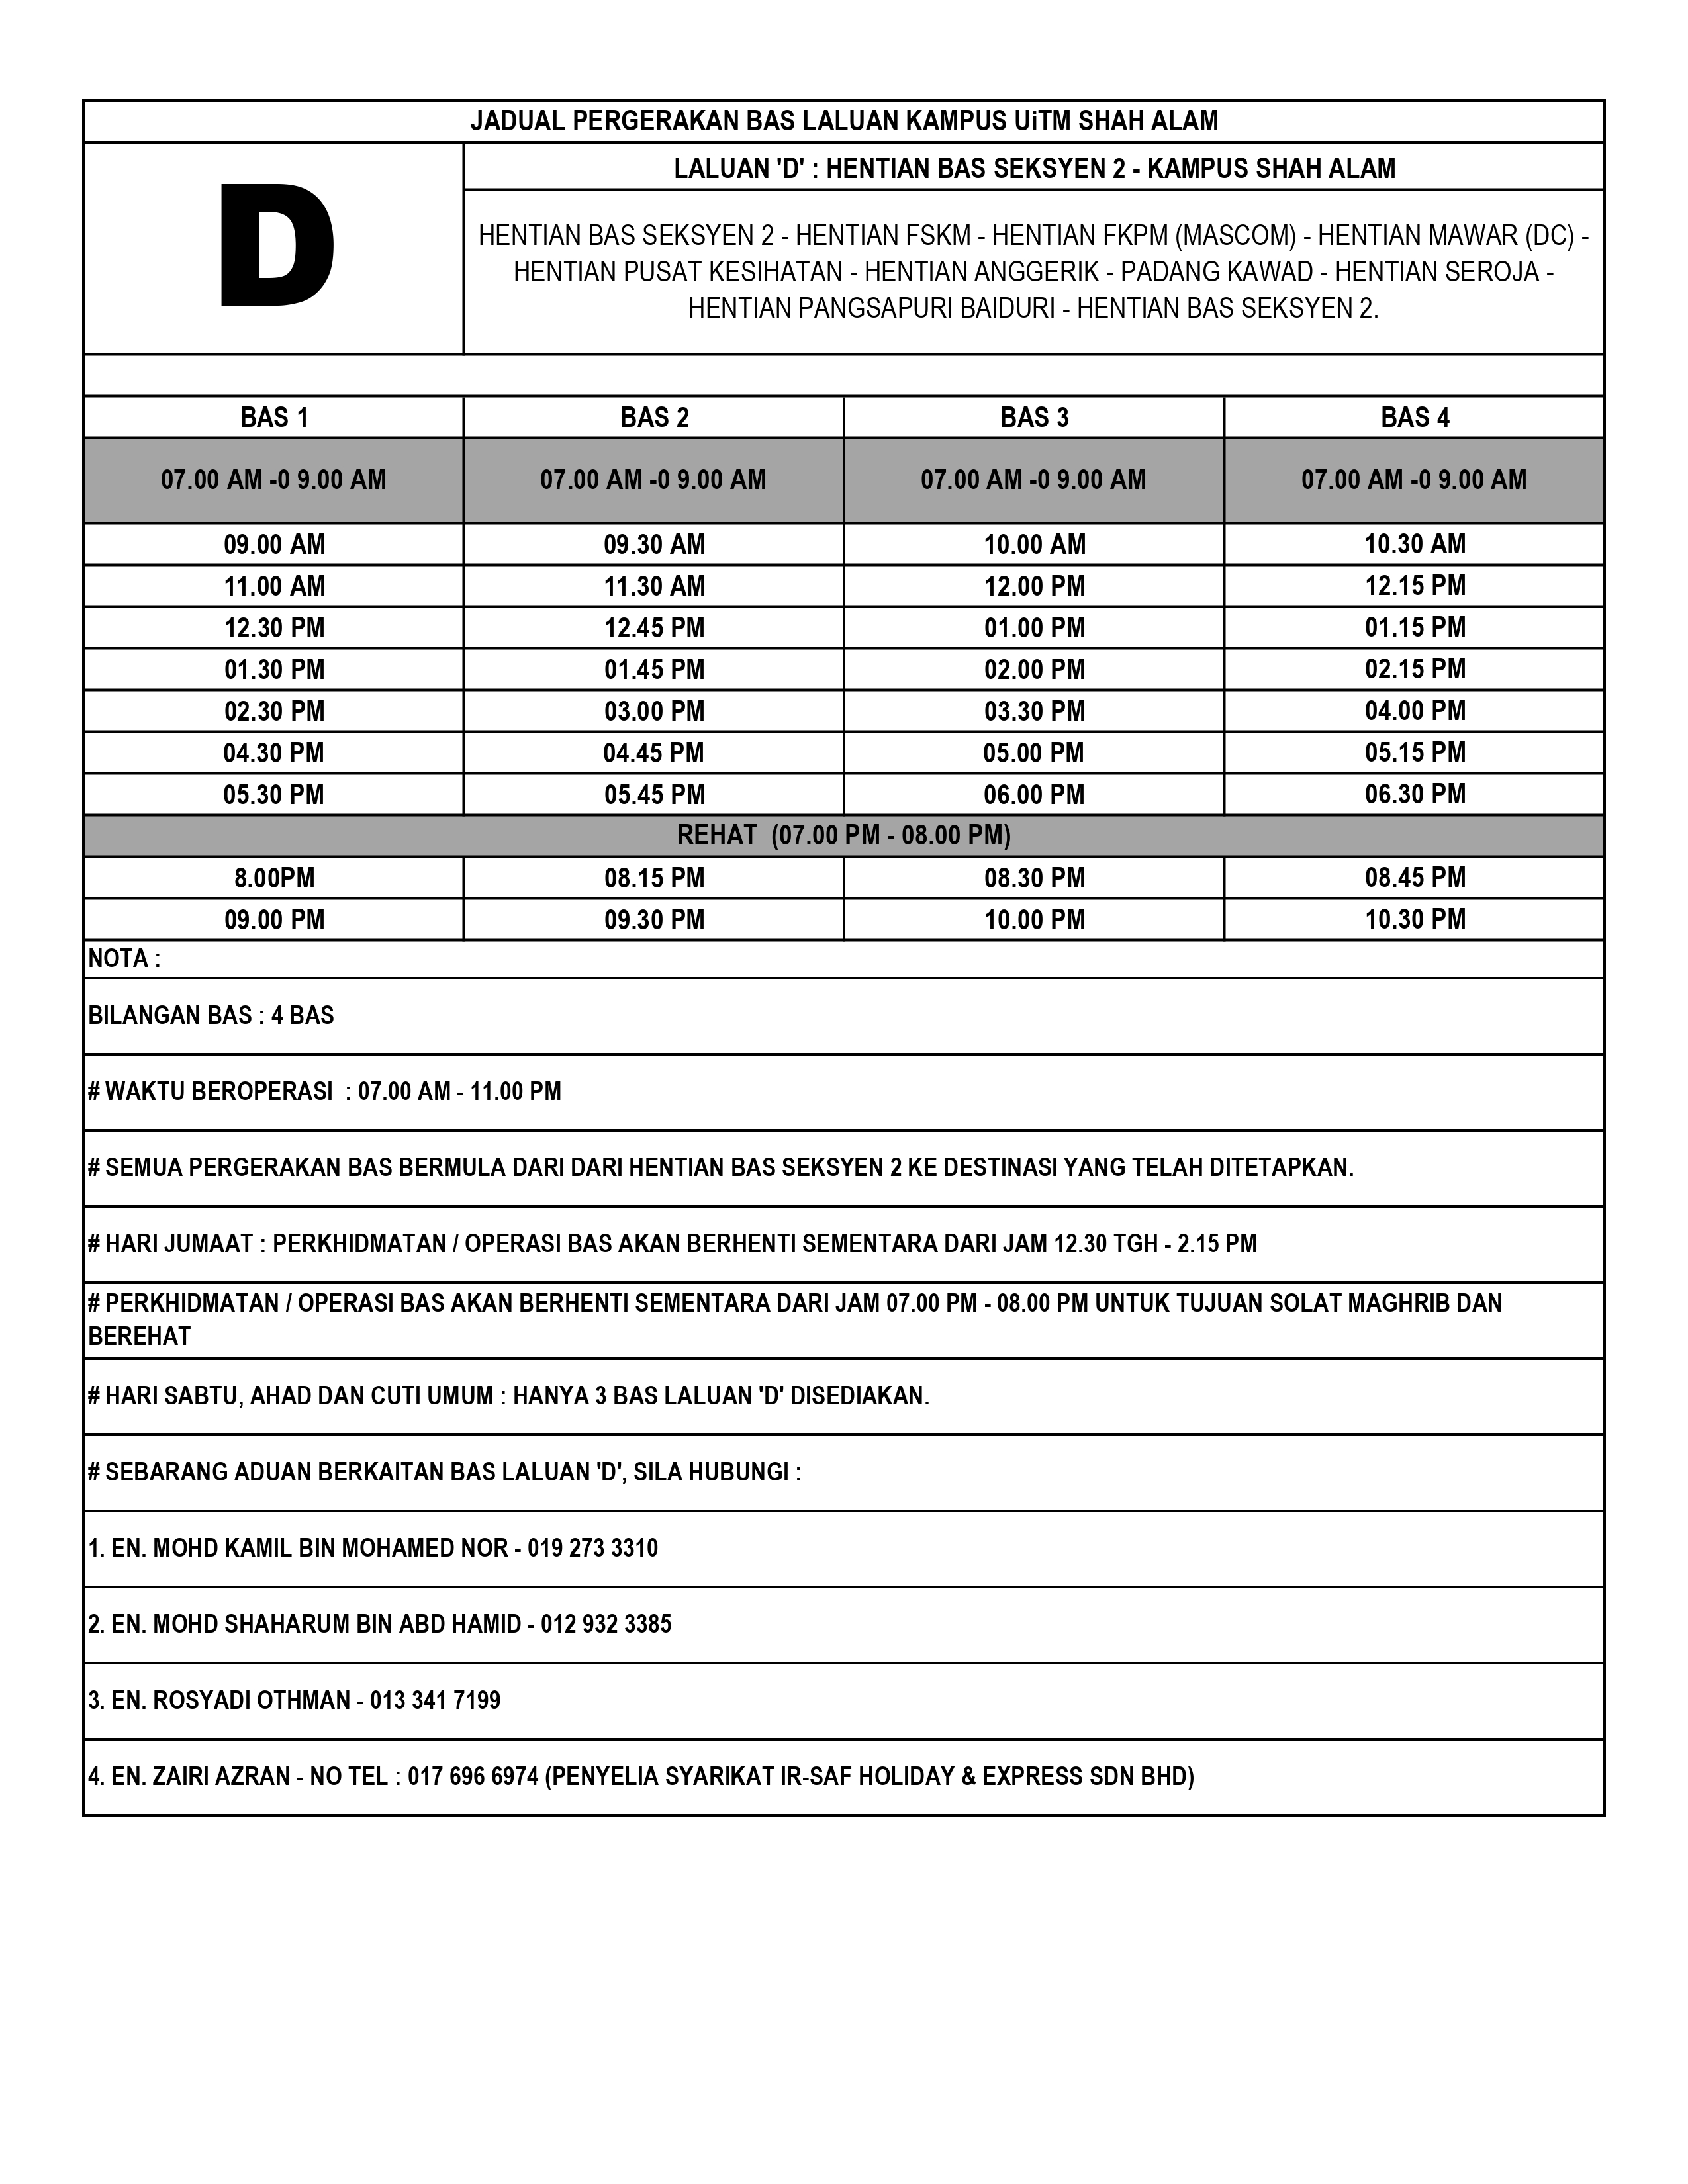 JADUAL PERGERAKAN BAS LALUAN KAMPUS UiTM SHAH ALAM
D
LALUAN 'D' : HENTIAN BAS SEKSYEN 2 - KAMPUS SHAH ALAM
HENTIAN BAS SEKSYEN 2 - HENTIAN FSKM - HENTIAN FKPM (MASCOM) - HENTIAN MAWAR (DC) -
HENTIAN PUSAT KESIHATAN - HENTIAN ANGGERIK - PADANG KAWAD - HENTIAN SEROJA -
HENTIAN PANGSAPURI BAIDURI - HENTIAN BAS SEKSYEN 2.
BAS 1 BAS 2 BAS 3 BAS 4
07.00 AM -0 9.00 AM 07.00 AM -0 9.00 AM 07.00 AM -0 9.00 AM 07.00 AM -0 9.00 AM
09.00 AM 09.30 AM 10.00 AM 10.30 AM
11.00 AM 11.30 AM 12.00 PM 12.15 PM
12.30 PM 12.45 PM 01.00 PM 01.15 PM
01.30 PM 01.45 PM 02.00 PM 02.15 PM
02.30 PM 03.00 PM 03.30 PM 04.00 PM
04.30 PM 04.45 PM 05.00 PM 05.15 PM
05.30 PM 05.45 PM 06.00 PM 06.30 PM
REHAT (07.00 PM - 08.00 PM)
8.00PM 08.15 PM 08.30 PM 08.45 PM
09.00 PM 09.30 PM 10.00 PM 10.30 PM
NOTA :
BILANGAN BAS : 4 BAS
# WAKTU BEROPERASI : 07.00 AM - 11.00 PM
# SEMUA PERGERAKAN BAS BERMULA DARI DARI HENTIAN BAS SEKSYEN 2 KE DESTINASI YANG TELAH DITETAPKAN.
# HARI JUMAAT : PERKHIDMATAN / OPERASI BAS AKAN BERHENTI SEMENTARA DARI JAM 12.30 TGH - 2.15 PM
# PERKHIDMATAN / OPERASI BAS AKAN BERHENTI SEMENTARA DARI JAM 07.00 PM - 08.00 PM UNTUK TUJUAN SOLAT MAGHRIB DAN
BEREHAT
# HARI SABTU, AHAD DAN CUTI UMUM : HANYA 3 BAS LALUAN 'D' DISEDIAKAN.
# SEBARANG ADUAN BERKAITAN BAS LALUAN 'D', SILA HUBUNGI :
1. EN. MOHD KAMIL BIN MOHAMED NOR - 019 273 3310
2. EN. MOHD SHAHARUM BIN ABD HAMID - 012 932 3385
3. EN. ROSYADI OTHMAN - 013 341 7199
4. EN. ZAIRI AZRAN - NO TEL : 017 696 6974 (PENYELIA SYARIKAT IR-SAF HOLIDAY & EXPRESS SDN BHD)